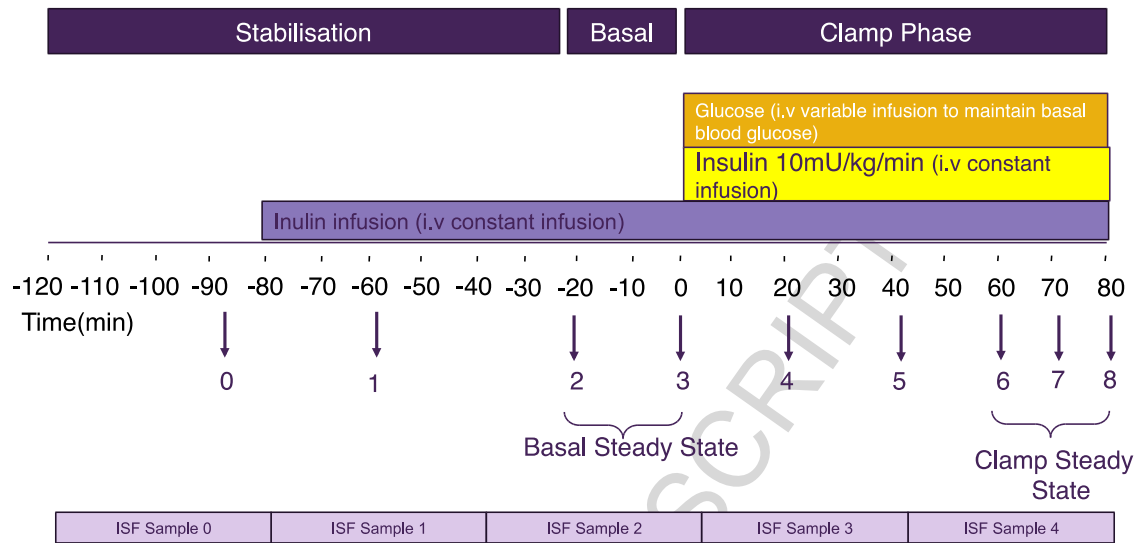 Stabilisation Basal Clamp Phase
Glucose (i.v variable infusion to maintain basal
blood glucose)
Insulin 10mU/kg/min (i.v constant
infusion)
Inulin infusion (i.v constant infusion)
-120 -110 -100 -90 -80 -70 -60 -50 -40 -30 -20 -10 0 10 20 30 40 50 60 70 80
Time(min)
0 1 2 3 4 5 6 7 8
Basal Steady State
Clamp Steady
State
SCRIPT
ISF Sample 0 ISF Sample 1 ISF Sample 2 ISF Sample 3 ISF Sample 4